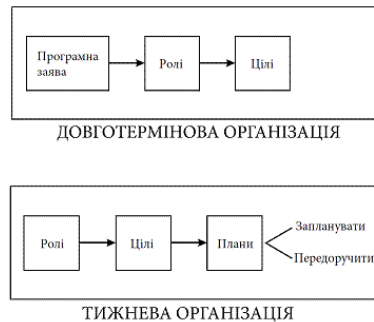 Програмна
заява
Ролі
Цілі
ДОВГОТЕРМІНОВА ОРГАНІЗАЦІЯ
Ролі
Цілі
Плани
Запланувати
Передоручити
ТИЖНЕВА ОРГАНІЗАЦІЯ